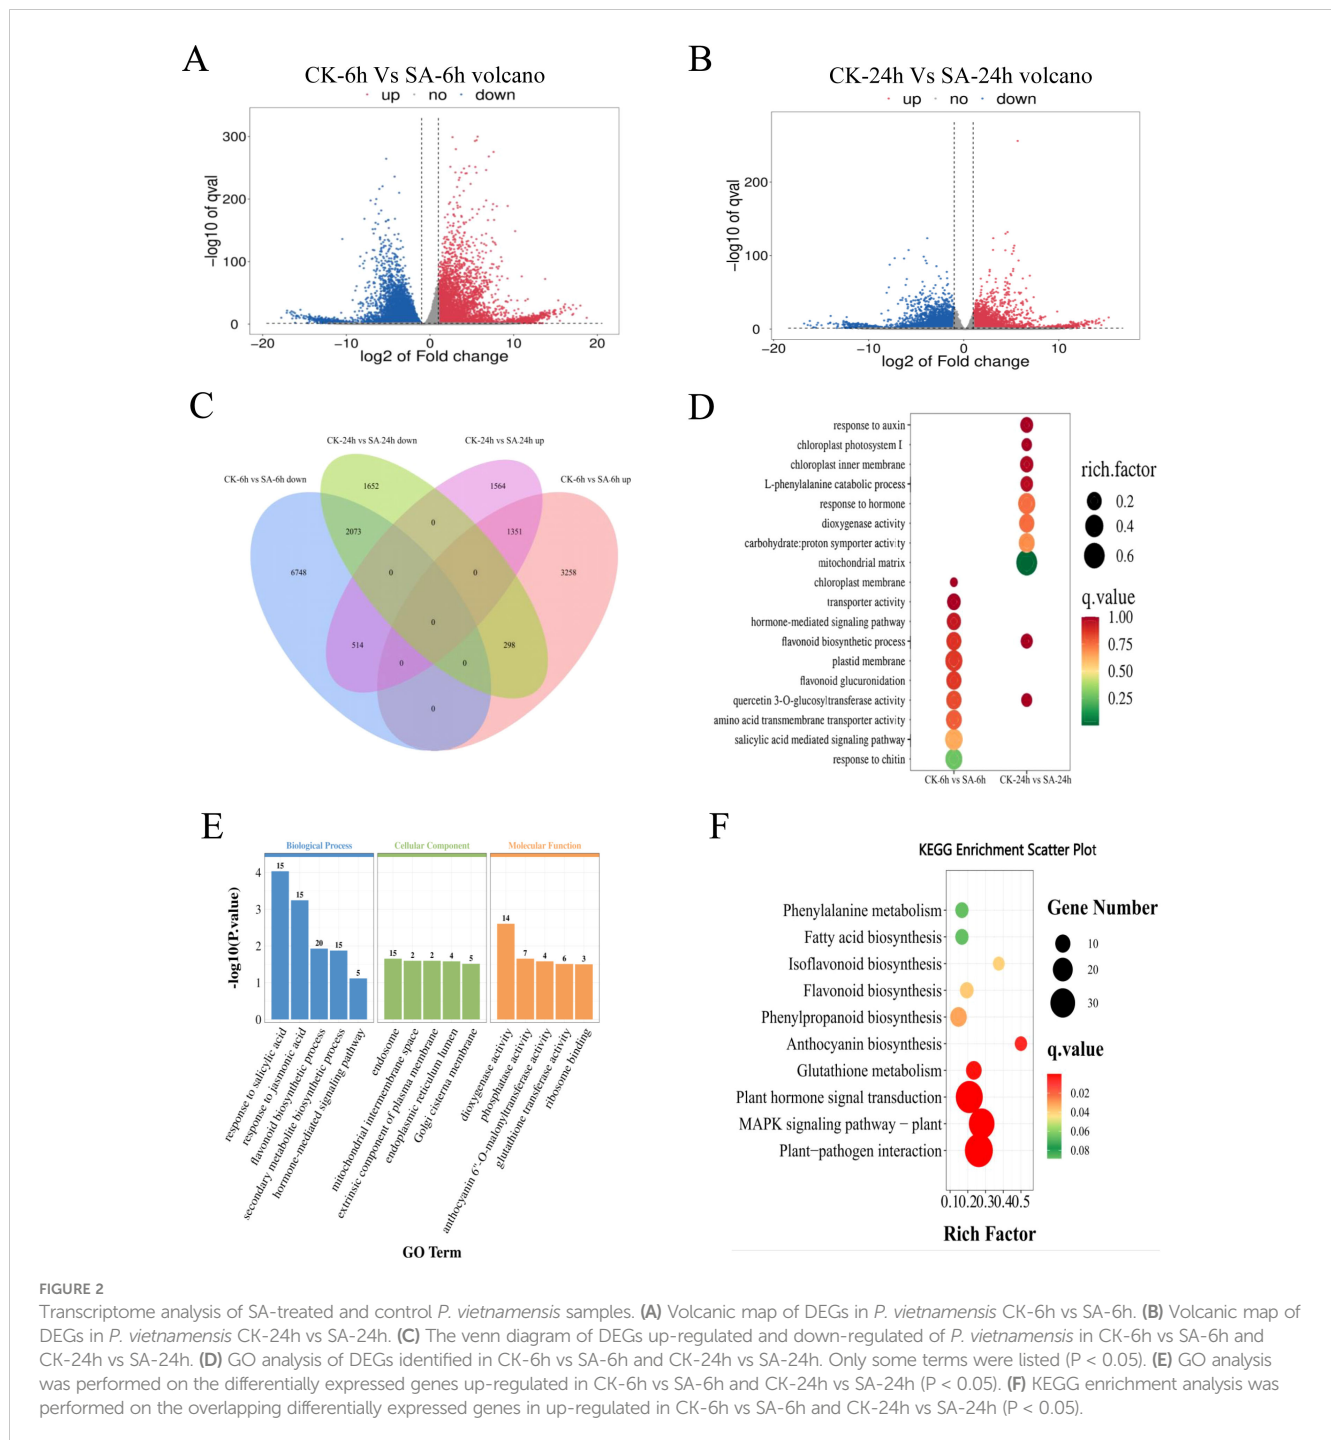 A
CK-6h Vs SA-6h volcano
up no down
300
200
100
0
-log10 of qval
−20 −10 0 10 20
log2 of Fold change
B
CK-24h Vs SA-24h volcano
up no down
200
100
0
-log10 of qval
−20 −10 0 10
log2 of Fold change
C
CK-24h vs SA-24h down
CK-24h vs SA-24h up
CK-6h vs SA-6h down
CK-6h vs SA-6h up
1652
1564
0
2073
1351
6748
0
0
3258
0
514
298
0
0
0
D
response to auxin
chloroplast photosystem I
chloroplast inner membrane
L-phenylalanine catabolic process
response to hormone
dioxygenase activity
carbohydrate:proton symporter activity
mitochondrial matrix
chloroplast membrane
transporter activity
hormone-mediated signaling pathway
flavonoid biosynthetic process
plastid membrane
flavonoid glucuronidation
quercetin 3-O-glucosyltransferase activity
amino acid transmembrane transporter activity
salicylic acid mediated signaling pathway
response to chitin
CK-6h vs SA-6h CK-24h vs SA-24h
rich.factor
0.2
0.4
0.6
q.value
1.00
0.75
0.50
0.25
E
Biological Process Cellular Component Molecular Function
4
3
2
1
0
-log10(P.value)
15 15 20 15 5 15 2 2 4 5 14 7 4 6 3
response to salicylic acid
response to jasmonic acid
flavonoid biosynthetic process
secondary metabolite biosynthetic process
hormone-mediated signaling pathway
endosome
mitochondrial intermembrane space
extrinsic component of plasma membrane
endoplasmic reticulum lumen
Golgi cisterna membrane
dioxygenase activity
phosphatase activity
anthocyanin 6"-O-malonyltransferase activity
glutathione transferase activity
ribosome binding
GO Term
F
KEGG Enrichment Scatter Plot
Phenylalanine metabolism
Fatty acid biosynthesis
Isoflavonoid biosynthesis
Flavonoid biosynthesis
Phenylpropanoid biosynthesis
Anthocyanin biosynthesis
Glutathione metabolism
Plant hormone signal transduction
MAPK signaling pathway − plant
Plant−pathogen interaction
0.10.20.30.40.5
Rich Factor
Gene Number
10
20
30
q.value
0.02
0.04
0.06
0.08
FIGURE 2
Transcriptome analysis of SA-treated and control P. vietnamensis samples. (A) Volcanic map of DEGs in P. vietnamensis CK-6h vs SA-6h. (B) Volcanic map of
DEGs in P. vietnamensis CK-24h vs SA-24h. (C) The venn diagram of DEGs up-regulated and down-regulated of P. vietnamensis in CK-6h vs SA-6h and
CK-24h vs SA-24h. (D) GO analysis of DEGs identified in CK-6h vs SA-6h and CK-24h vs SA-24h. Only some terms were listed (P < 0.05). (E) GO analysis
was performed on the differentially expressed genes up-regulated in CK-6h vs SA-6h and CK-24h vs SA-24h (P < 0.05). (F) KEGG enrichment analysis was
performed on the overlapping differentially expressed genes in up-regulated in CK-6h vs SA-6h and CK-24h vs SA-24h (P < 0.05).